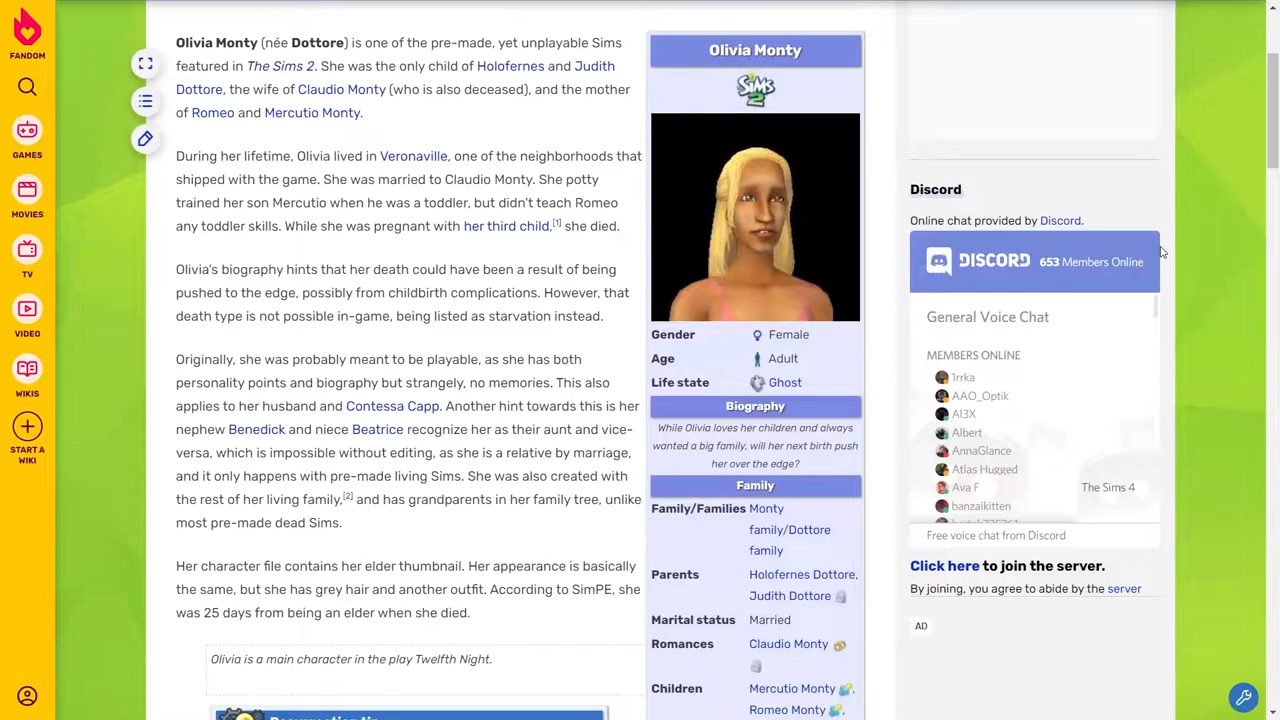 FANDOM
GAMES
MOVIES
TV
VIDEO
WIKIS
START A
WIKI
Olivia Monty (née Dottore) is one of the pre-made, yet unplayable Sims
featured in The Sims 2. She was the only child of Holofernes and Judith
Dottore, the wife of Claudio Monty (who is also deceased), and the mother
of Romeo and Mercutio Monty.
During her lifetime, Olivia lived in Veronaville, one of the neighborhoods that
shipped with the game. She was married to Claudio Monty. She potty
trained her son Mercutio when he was a toddler, but didn't teach Romeo
any toddler skills. While she was pregnant with her third child,[1] she died.
Olivia's biography hints that her death could have been a result of being
pushed to the edge, possibly from childbirth complications. However, that
death type is not possible in-game, being listed as starvation instead.
Originally, she was probably meant to be playable, as she has both
personality points and biography but strangely, no memories. This also
applies to her husband and Contessa Capp. Another hint towards this is her
nephew Benedick and niece Beatrice recognize her as their aunt and vice-
versa, which is impossible without editing, as she is a relative by marriage,
and it only happens with pre-made living Sims. She was also created with
the rest of her living family,[2] and has grandparents in her family tree, unlike
most pre-made dead Sims.
Her character file contains her elder thumbnail. Her appearance is basically
the same, but she has grey hair and another outfit. According to SimPE, she
was 25 days from being an elder when she died.
Olivia is a main character in the play Twelfth Night.
Olivia Monty
The Sims 2
Gender Female
Age Adult
Life state Ghost
Biography
While Olivia loves her children and always
wanted a big family, will her next birth push
her over the edge?
Family
Family/Families Monty
family/Dottore
family
Parents Holofernes Dottore,
Judith Dottore
Marital status Married
Romances Claudio Monty
Children Mercutio Monty,
Romeo Monty,
Discord
Online chat provided by Discord.
DISCORD 653 Members Online
General Voice Chat
MEMBERS ONLINE
1rrka
AAO_Optik
Al3X
Albert
AnnaGlance
Atlas Hugged
Ava F The Sims 4
banzaikitten
Free voice chat from Discord
Click here to join the server.
By joining, you agree to abide by the server
AD